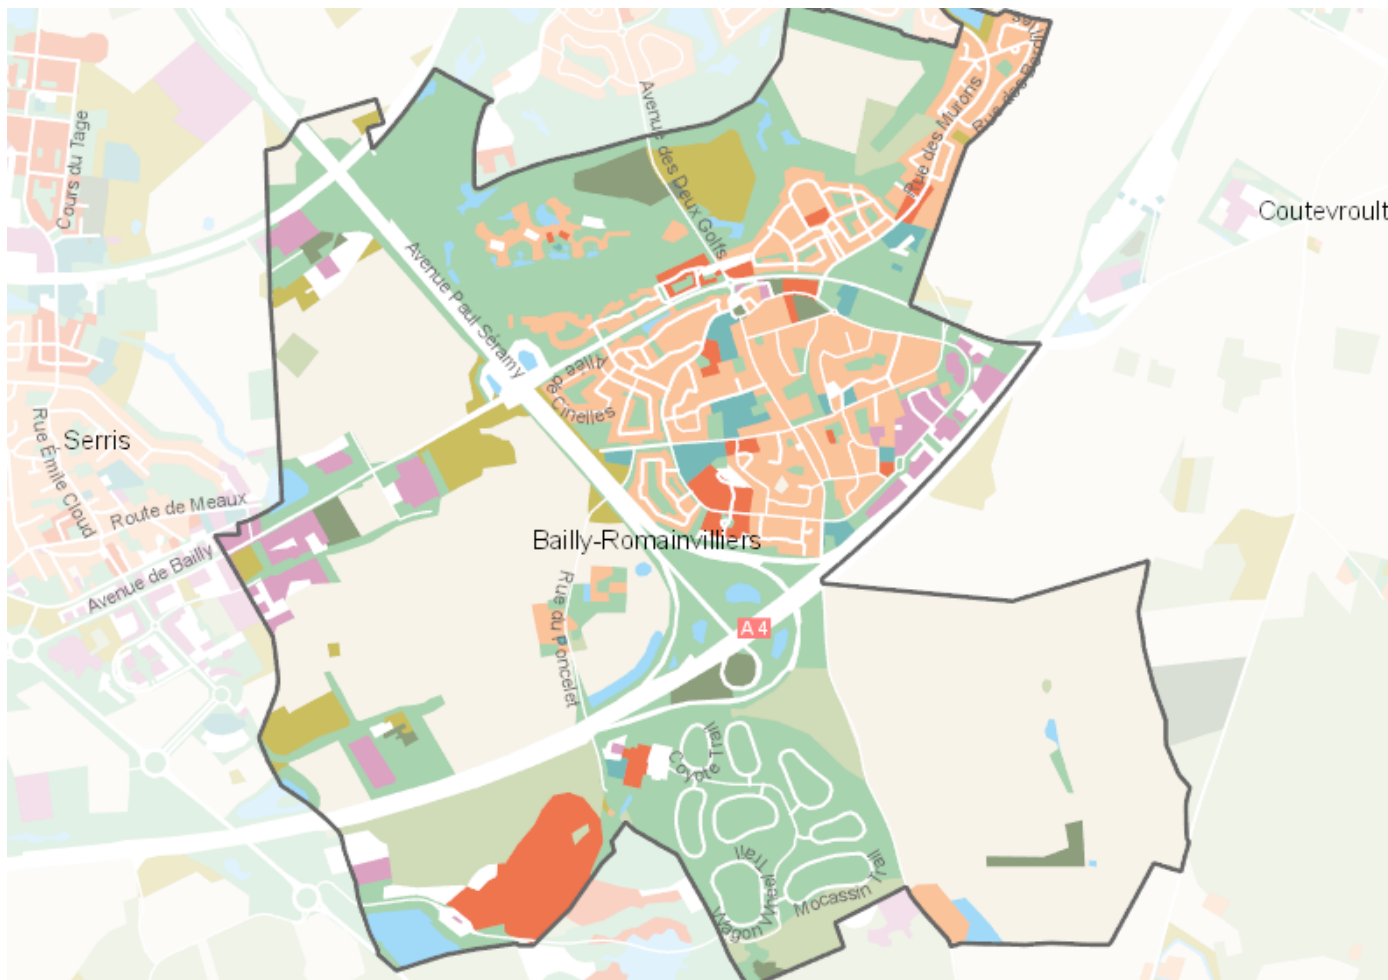 Cours du Tage
Avenue des Deux Golfs
Rue des Murons
Coutevroult
Avenue Paul Séramy
Allée de Cinelles
Serris
Rue Émile Cloud
Route de Meaux
Avenue de Bailly
Bailly-Romainvilliers
Rue du Poncelet
A 4
Coyote Trail
Wagon Wheel Trail
Mocassin Trail